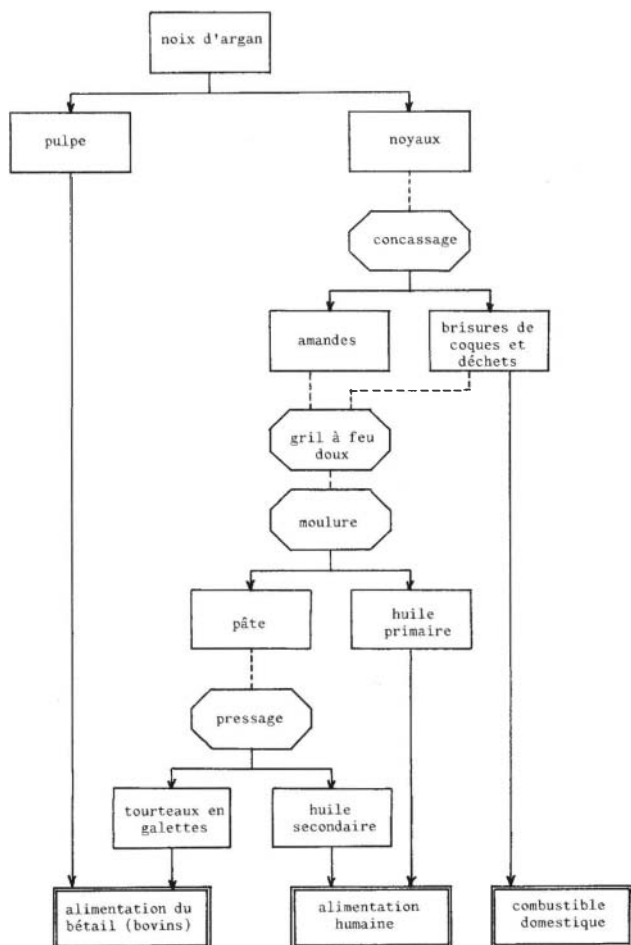 noix d'argan
pulpe
noyaux
concassage
amandes
brisures de
coques et
déchets
gril à feu
doux
moulure
pâte
huile
primaire
pressage
tourteaux en
galettes
huile
secondaire
alimentation du
bétail (bovins)
alimentation
humaine
combustible
domestique